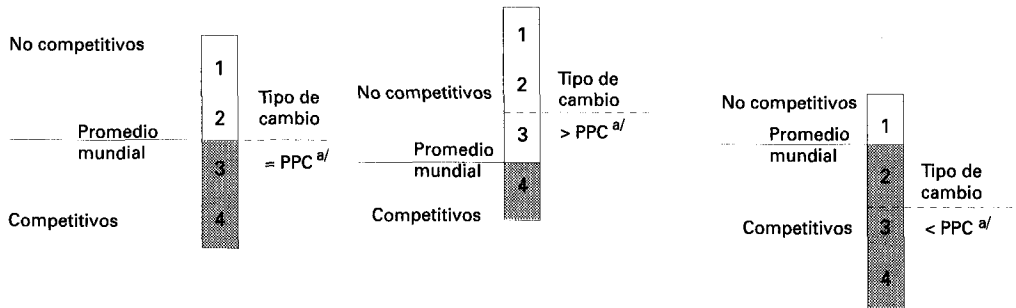 No competitivos
1
2
Tipo de
cambio
Promedio
mundial
3
= PPC a/
4
Competitivos
1
2
Tipo de
cambio
No competitivos
3
> PPC a/
Promedio
mundial
4
Competitivos
No competitivos
1
Promedio
mundial
2
Tipo de
cambio
Competitivos
3
< PPC a/
4